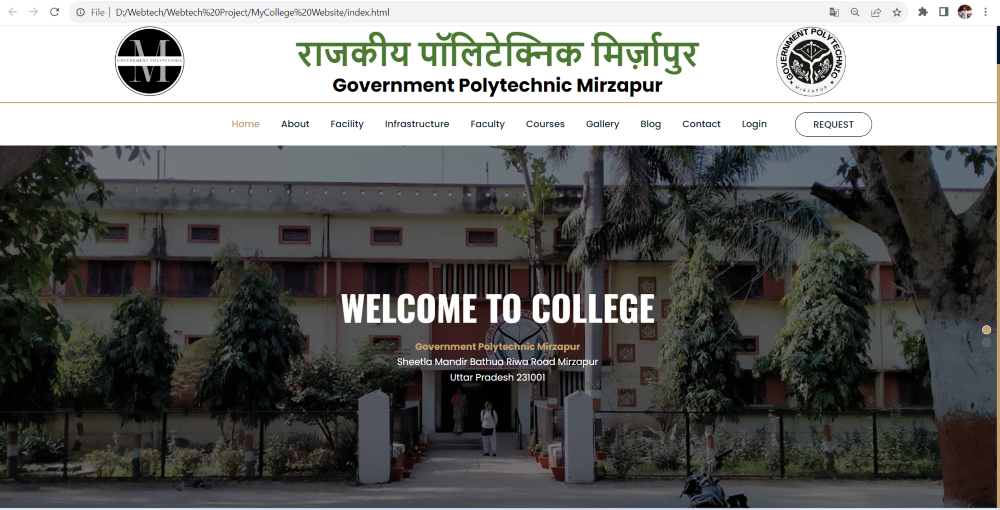 File
D:/Webtech/Webtech%20Project/MyCollege%20Website/index.html
M
GOVERNMENT POLYTECHNIC
राजकीय पॉलिटेक्निक मिर्ज़ापुर
Government Polytechnic Mirzapur
GOVERNMENT POLYTECHNIC
MIRZAPUR
Home
About
Facility
Infrastructure
Faculty
Courses
Gallery
Blog
Contact
Login
REQUEST
WELCOME TO COLLEGE
Government Polytechnic Mirzapur
Sheetla Mandir Bathua Riwa Road Mirzapur
Uttar Pradesh 231001